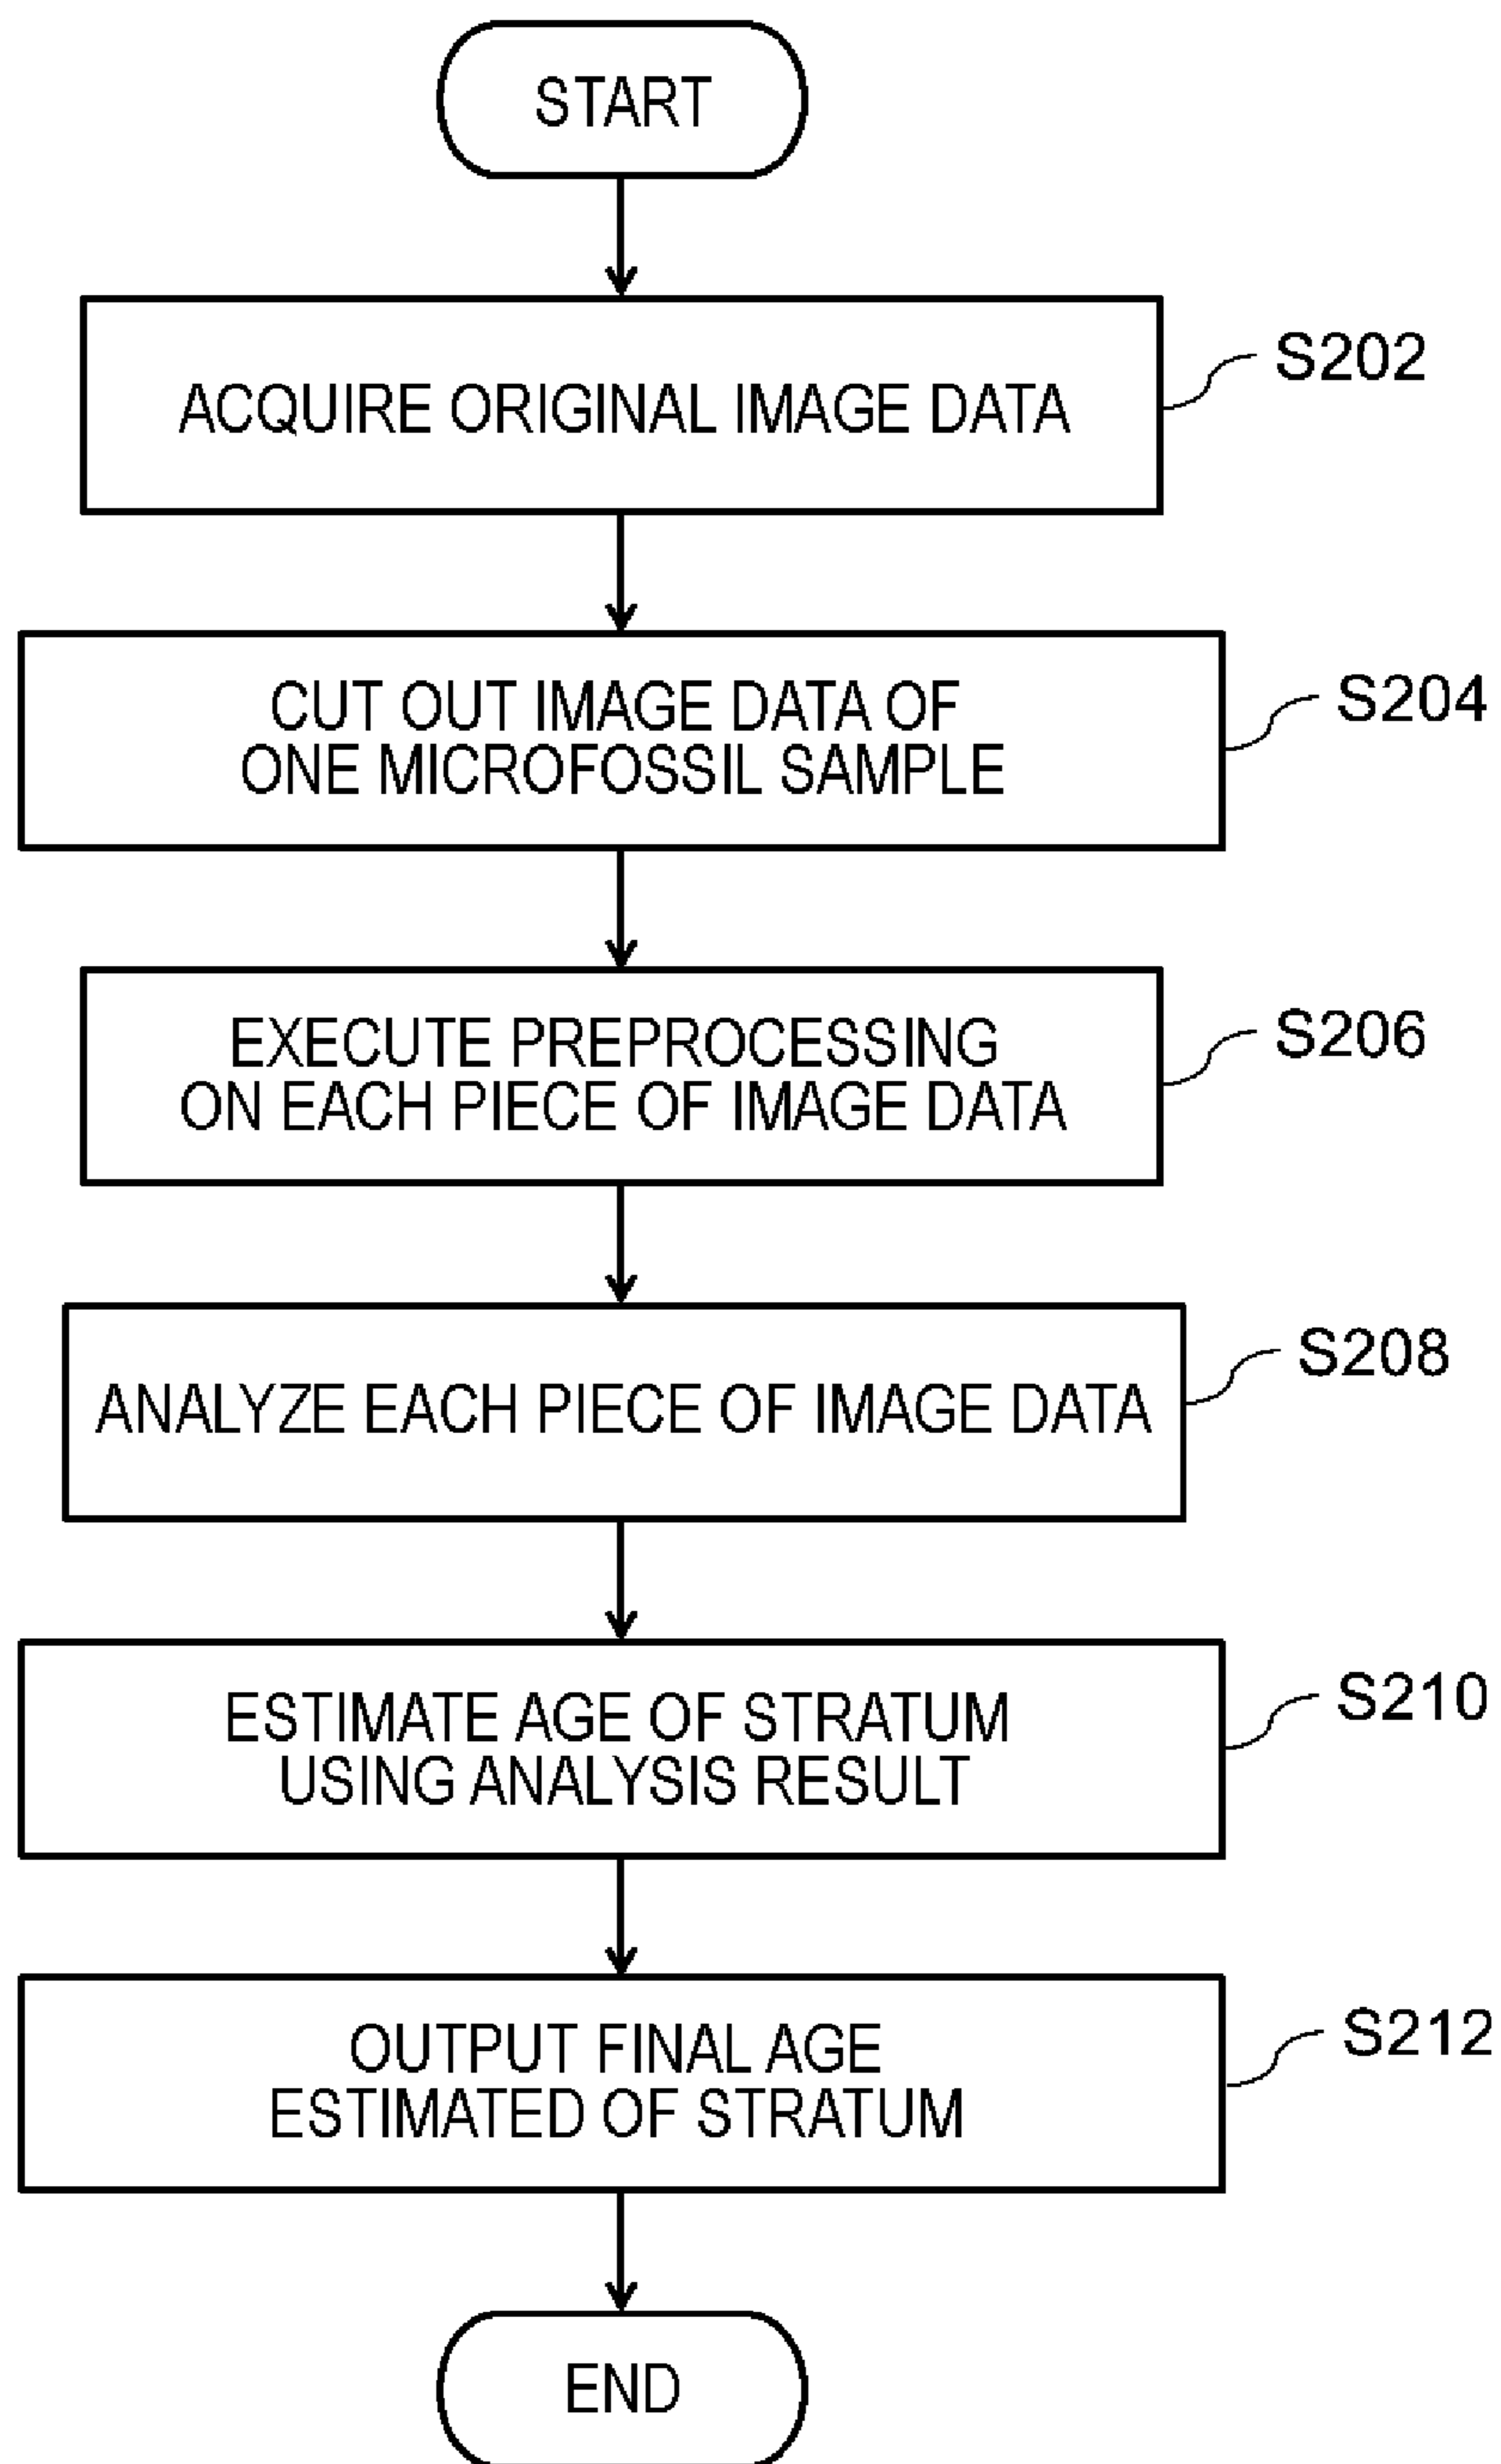 START
ACQUIRE ORIGINAL IMAGE DATA
S202
CUT OUT IMAGE DATA OF
ONE MICROFOSSIL SAMPLE
S204
EXECUTE PREPROCESSING
ON EACH PIECE OF IMAGE DATA
S206
ANALYZE EACH PIECE OF IMAGE DATA
S208
ESTIMATE AGE OF STRATUM
USING ANALYSIS RESULT
S210
OUTPUT FINAL AGE
ESTIMATED OF STRATUM
S212
END